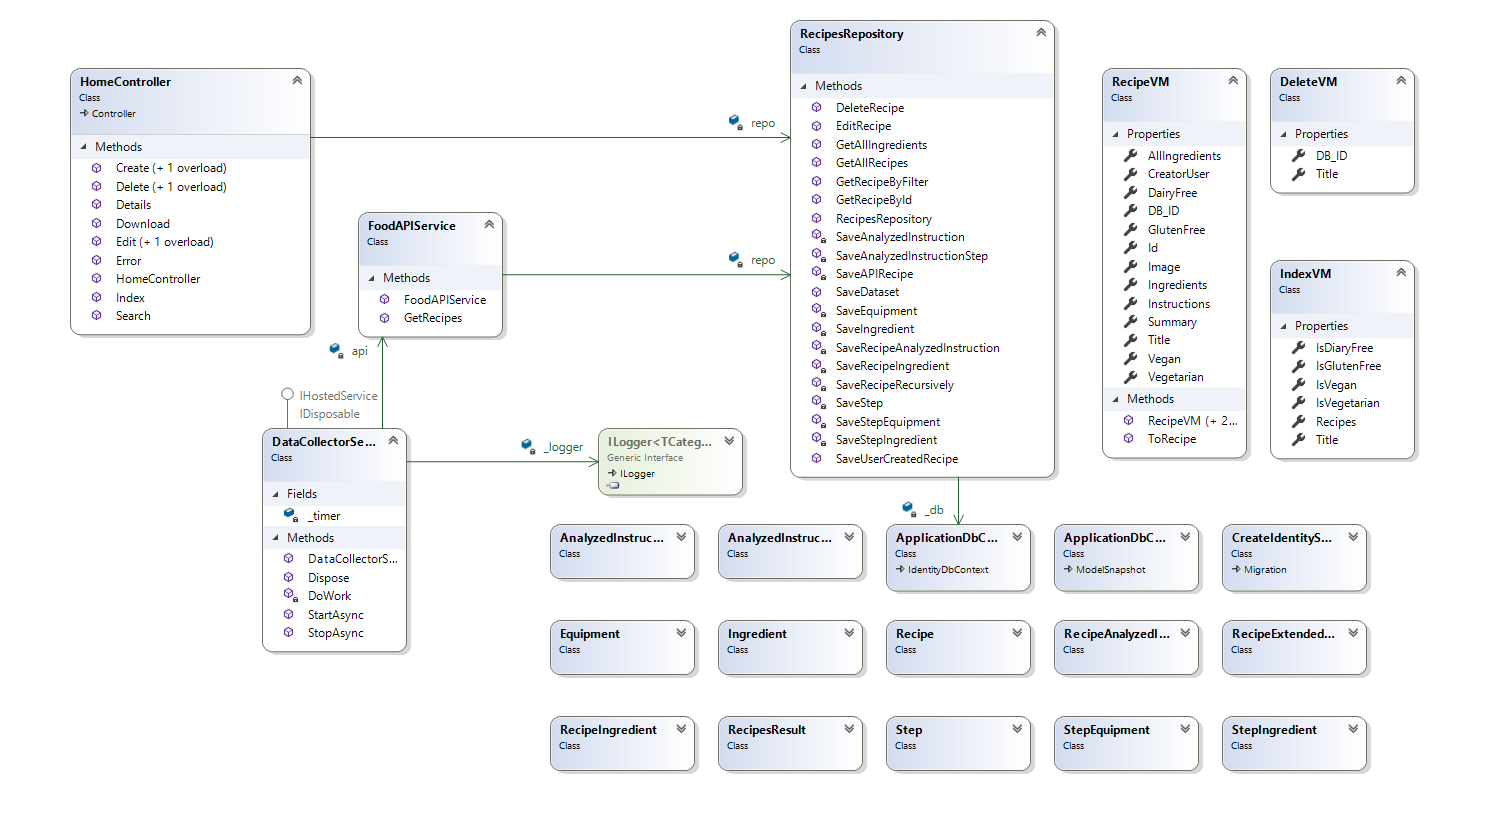 HomeController
Class
Controller
Methods
Create (+ 1 overload)
Delete (+ 1 overload)
Details
Download
Edit (+ 1 overload)
Error
HomeController
Index
Search
repo
FoodAPIService
Class
Methods
FoodAPIService
GetRecipes
repo
api
IHostedService
IDisposable
DataCollectorSe...
Class
Fields
_timer
Methods
DataCollectorS...
Dispose
DoWork
StartAsync
StopAsync
_logger
ILogger<TCateg...
Generic Interface
ILogger
RecipesRepository
Class
Methods
DeleteRecipe
EditRecipe
GetAllIngredients
GetAllRecipes
GetRecipeByFilter
GetRecipeById
RecipesRepository
SaveAnalyzedInstruction
SaveAnalyzedInstructionStep
SaveAPIRecipe
SaveDataset
SaveEquipment
SaveIngredient
SaveRecipeAnalyzedInstruction
SaveRecipeIngredient
SaveRecipeRecursively
SaveStep
SaveStepEquipment
SaveStepIngredient
SaveUserCreatedRecipe
_db
RecipeVM
Class
Properties
AllIngredients
CreatorUser
DairyFree
DB_ID
GlutenFree
Id
Image
Ingredients
Instructions
Summary
Title
Vegan
Vegetarian
Methods
RecipeVM (+ 2...
ToRecipe
DeleteVM
Class
Properties
DB_ID
Title
IndexVM
Class
Properties
IsDiaryFree
IsGlutenFree
IsVegan
IsVegetarian
Recipes
Title
AnalyzedInstruc...
Class
AnalyzedInstruc...
Class
ApplicationDbC...
Class
IdentityDbContext
ApplicationDbC...
Class
ModelSnapshot
CreateIdentityS...
Class
Migration
Equipment
Class
Ingredient
Class
Recipe
Class
RecipeAnalyzedI...
Class
RecipeExtended...
Class
RecipeIngredient
Class
RecipesResult
Class
Step
Class
StepEquipment
Class
StepIngredient
Class